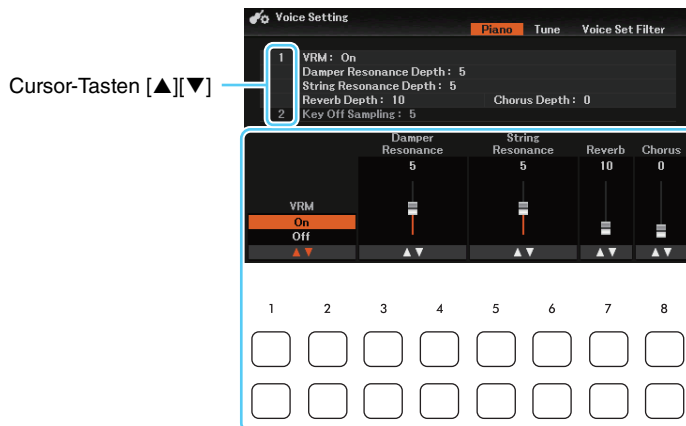 Voice Setting
Piano Tune Voice Set Filter
Cursor-Tasten [▲][▼]
1 VRM: On
Damper Resonance Depth: 5
String Resonance Depth: 5
Reverb Depth: 10 Chorus Depth: 0
2 Key Off Sampling: 5
Damper Resonance String Resonance Reverb Chorus
5 5 10 0
VRM
On
Off
▲▼ ▲▼ ▲▼ ▲▼ ▲▼
1 2 3 4 5 6 7 8